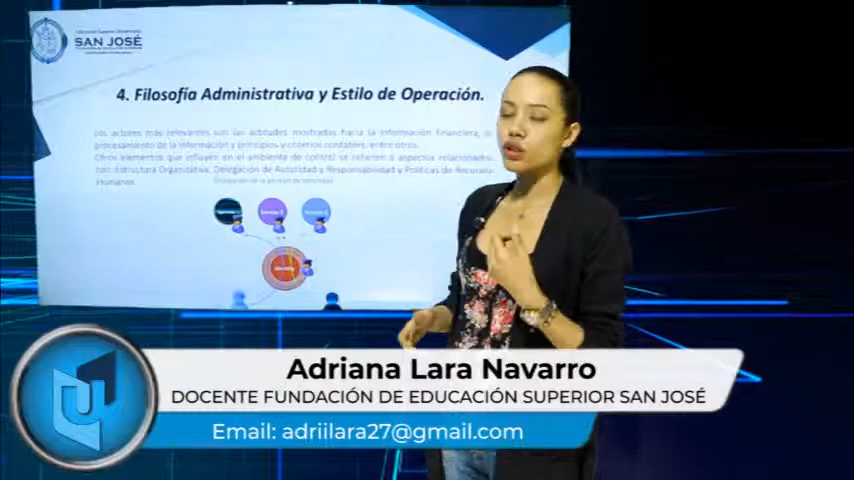 SAN JOSÉ
4. Filosofía Administrativa y Estilo de Operación.
Los actores más relevantes son las actitudes mostradas hacia la información Financiera, el
procesamiento de la información y principios y criterios contables, entre otros.
Otros elementos que influyen en el ambiente de control se refieren a aspectos relacionados
con: Estructura Organizativa, Delegación de Autoridad y Responsabilidad y Políticas de Recursos
Humanos.
Adriana Lara Navarro
DOCENTE FUNDACIÓN DE EDUCACIÓN SUPERIOR SAN JOSÉ
Email: adriilara27@gmail.com